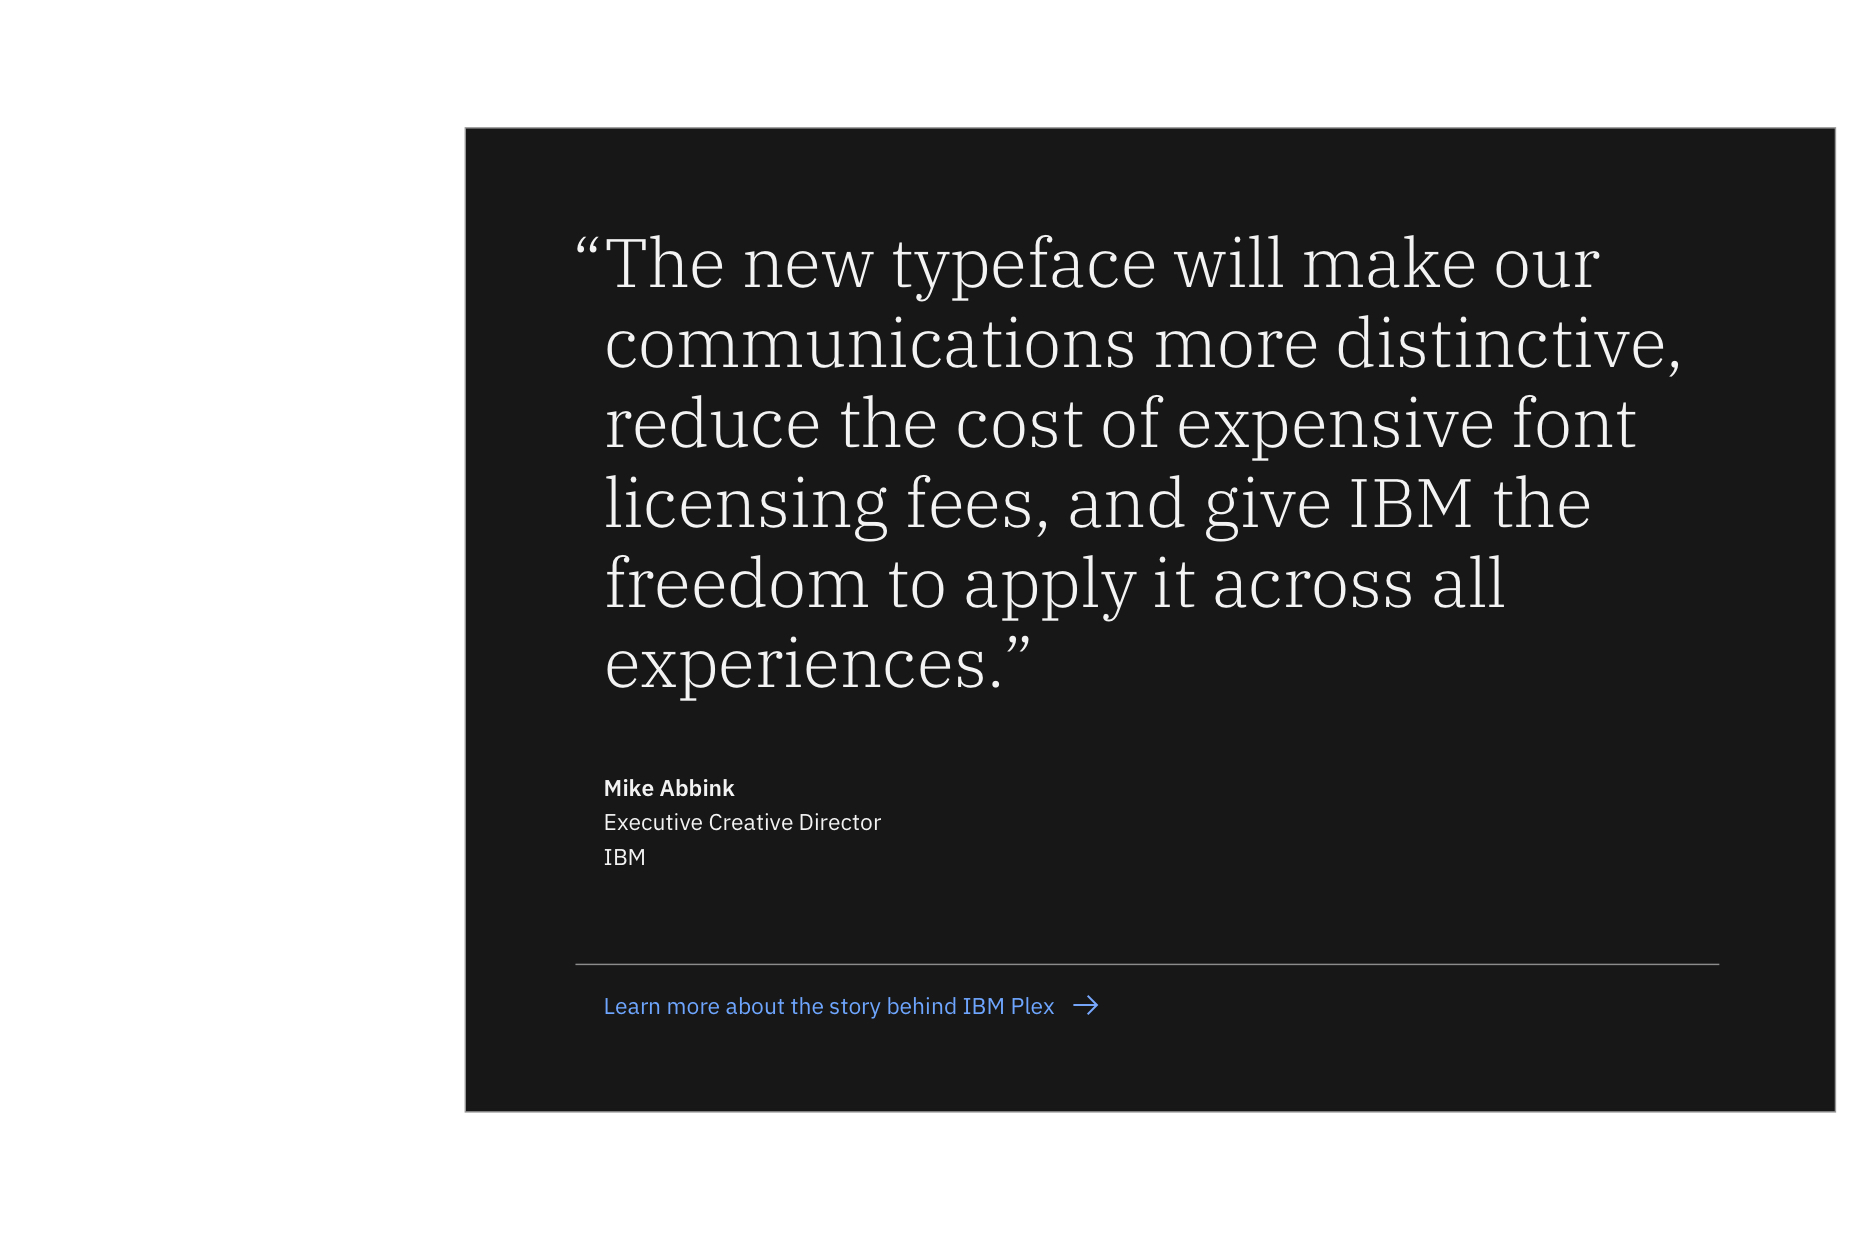 “The new typeface will make our
communications more distinctive,
reduce the cost of expensive font
licensing fees, and give IBM the
freedom to apply it across all
experiences.”
Mike Abbink
Executive Creative Director
IBM
Learn more about the story behind IBM Plex →